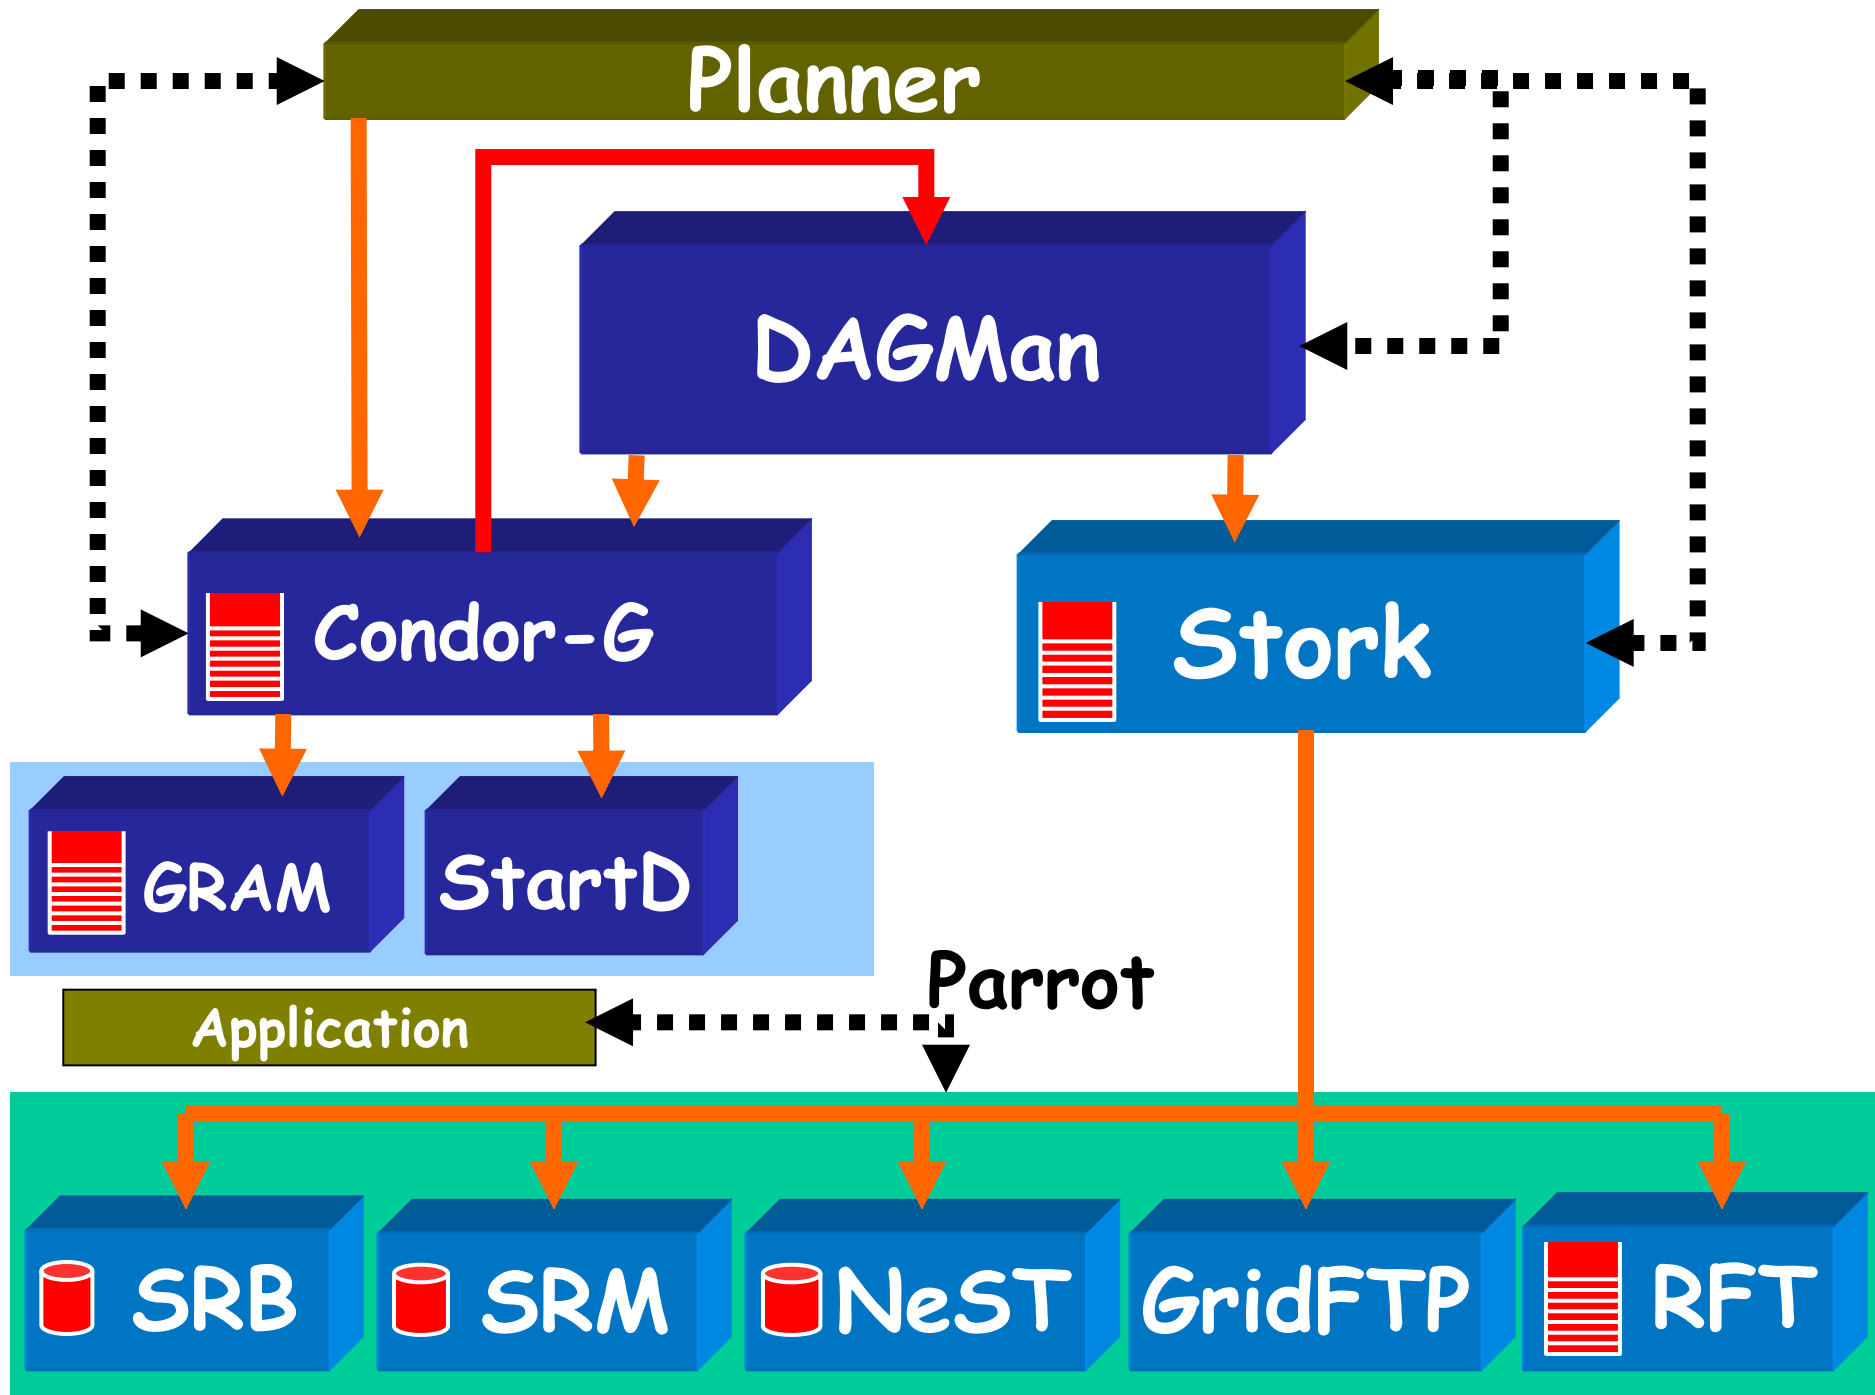 Planner
DAGMan
Condor-G
Stork
GRAM
StartD
Parrot
Application
SRB
SRM
NeST
GridFTP
RFT